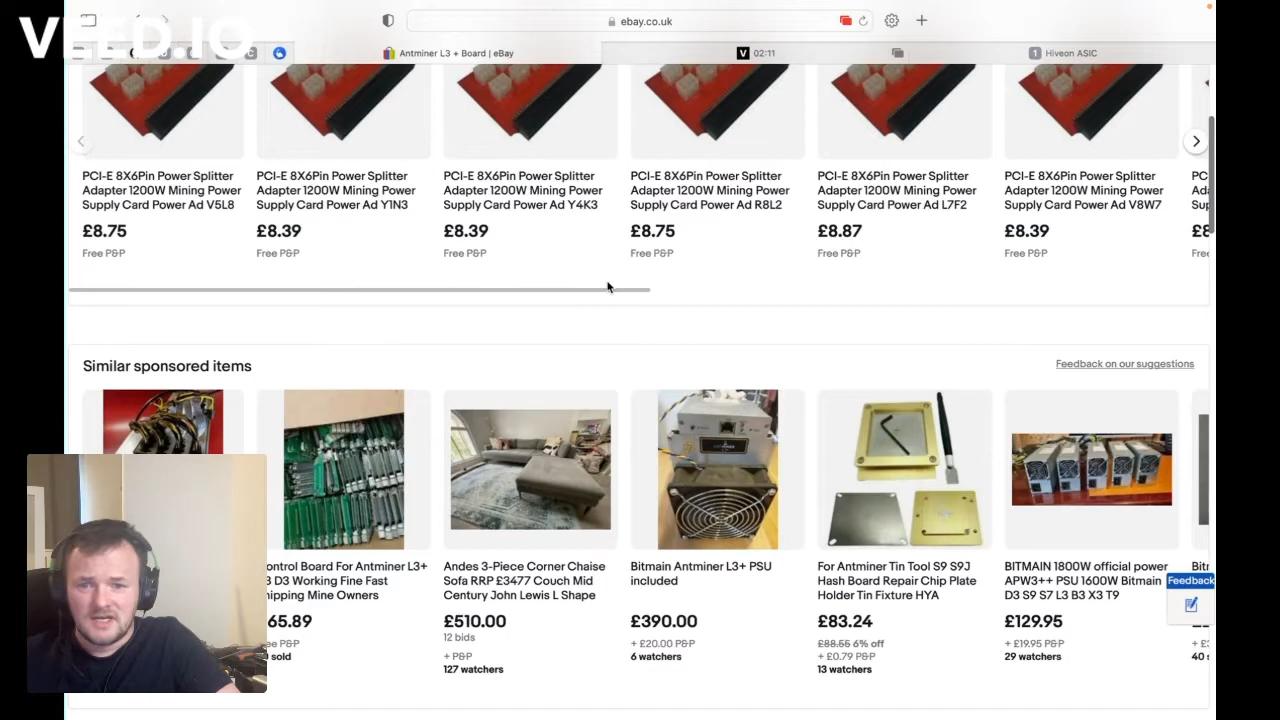 VEED.IO
ebay.co.uk
Antminer L3 + Board | eBay
V 02:11
1 Hiveon ASIC
PCI-E 8X6Pin Power Splitter
Adapter 1200W Mining Power
Supply Card Power Ad V5L8
£8.75
Free P&P
PCI-E 8X6Pin Power Splitter
Adapter 1200W Mining Power
Supply Card Power Ad Y1N3
£8.39
Free P&P
PCI-E 8X6Pin Power Splitter
Adapter 1200W Mining Power
Supply Card Power Ad Y4K3
£8.39
Free P&P
PCI-E 8X6Pin Power Splitter
Adapter 1200W Mining Power
Supply Card Power Ad R8L2
£8.75
Free P&P
PCI-E 8X6Pin Power Splitter
Adapter 1200W Mining Power
Supply Card Power Ad L7F2
£8.87
Free P&P
PCI-E 8X6Pin Power Splitter
Adapter 1200W Mining Power
Supply Card Power Ad V8W7
£8.39
Free P&P
Similar sponsored items
Feedback on our suggestions
ontrol Board For Antminer L3+
3 D3 Working Fine Fast
hipping Mine Owners
65.89
ee P&P
sold
Andes 3-Piece Corner Chaise
Sofa RRP £3477 Couch Mid
Century John Lewis L Shape
£510.00
12 bids
+ P&P
127 watchers
Bitmain Antminer L3+ PSU
included
£390.00
+ £20.00 P&P
6 watchers
For Antminer Tin Tool S9 S9J
Hash Board Repair Chip Plate
Holder Tin Fixture HYA
£83.24
£88.55 6% off
+ £0.79 P&P
13 watchers
BITMAIN 1800W official power
APW3++ PSU 1600W Bitmain
D3 S9 S7 L3 B3 X3 T9
£129.95
+ £19.95 P&P
29 watchers
Feedback